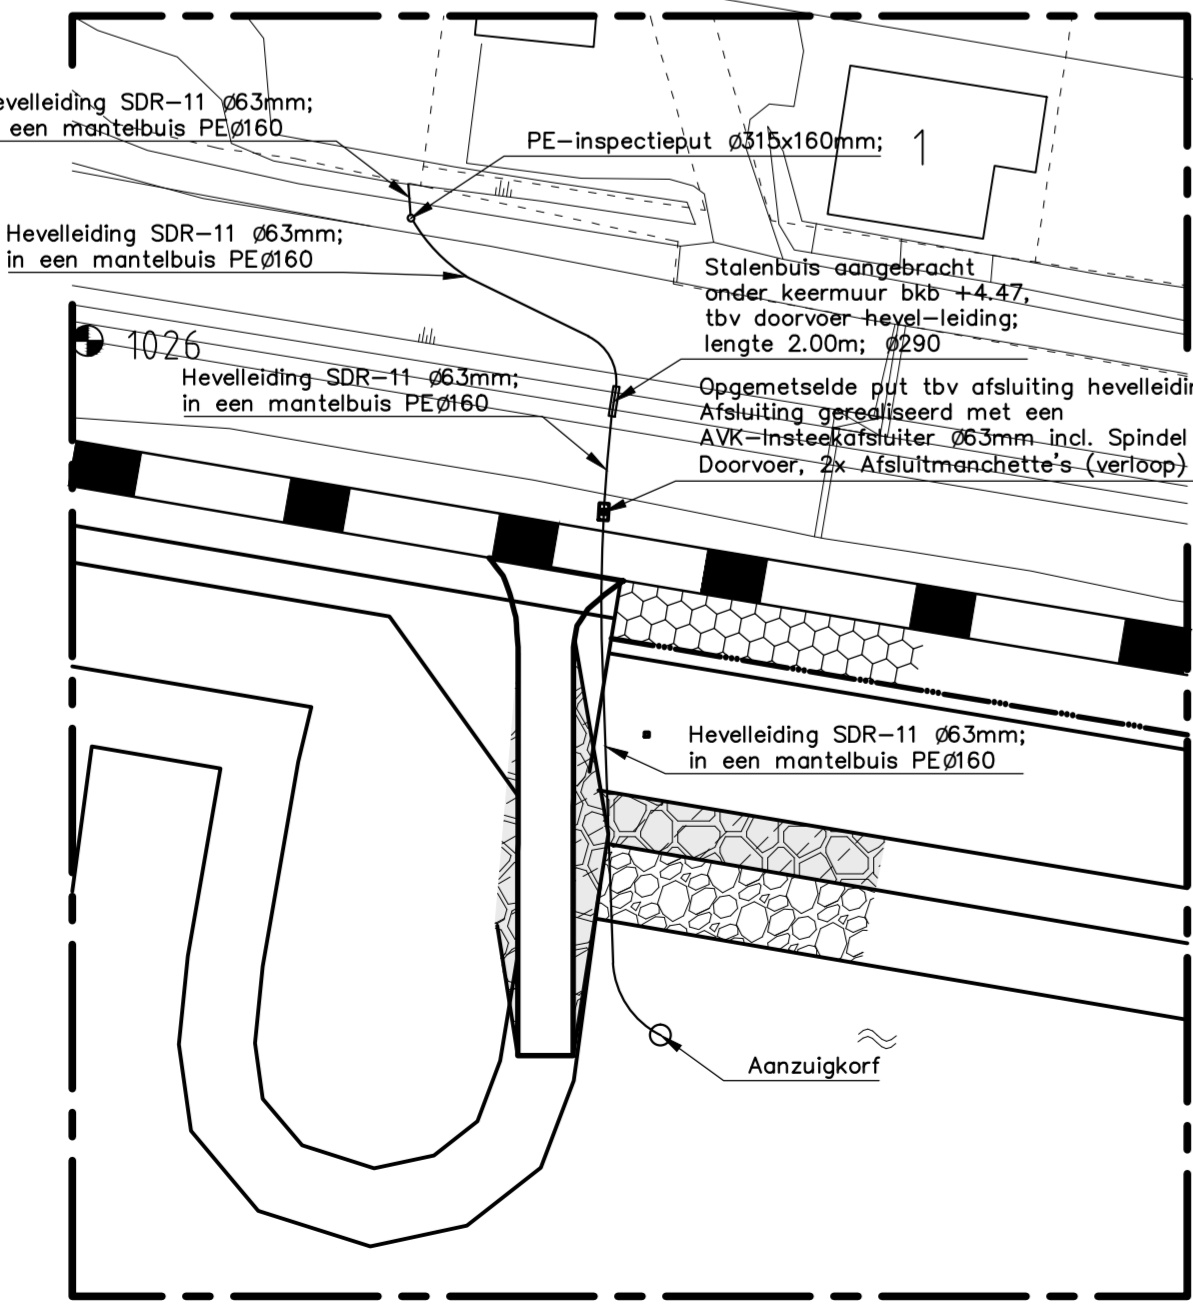 evelleiding SDR-11 Ø63mm;
een mantelbuis PEØ160
PE-inspectieput Ø315x160mm;
1
Hevelleiding SDR-11 Ø63mm;
in een mantelbuis PEØ160
Stalenbuis aangebracht
onder keermuur bkb +4.47,
tbv doorvoer hevel-leiding;
lengte 2.00m; Ø290
1026
Hevelleiding SDR-11 Ø63mm;
in een mantelbuis PEØ160
Opgemetselde put tbv afsluiting hevelleidin
Afsluiting gerealiseerd met een
AVK-Insteekafsluiter Ø63mm incl. Spindel
Doorvoer, 2x Afsluitmanchette's (verloop)
Hevelleiding SDR-11 Ø63mm;
in een mantelbuis PEØ160
Aanzuigkorf